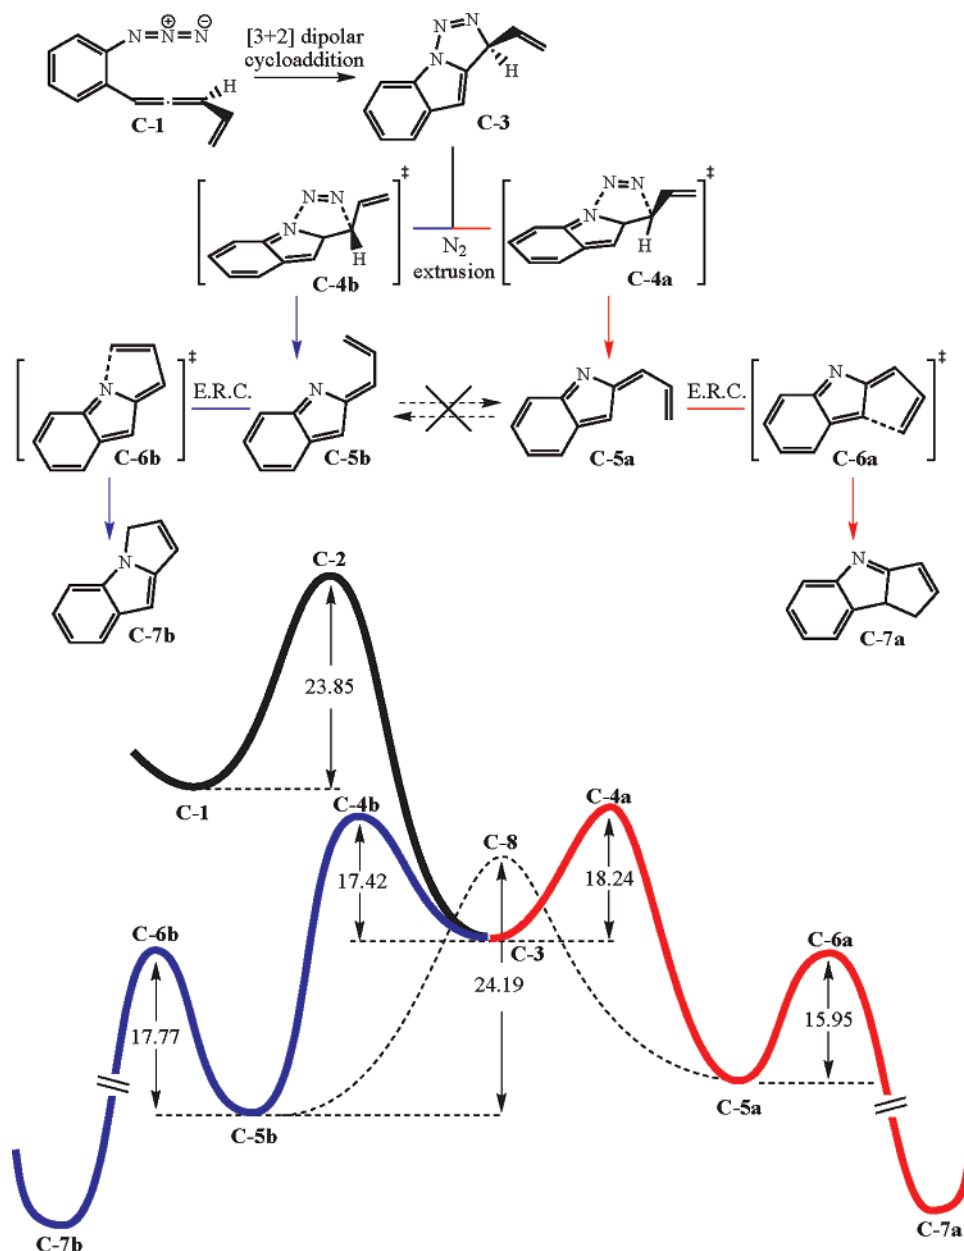 N N N
⊕ ⊖
H
C-1
[3+2] dipolar
cycloaddition
N=N
N
H
C-3
N=N
N
H
C-4b
‡
N2
extrusion
N=N
N
H
C-4a
‡
N
C-6b
‡
E.R.C.
N
C-5b
N
C-5a
E.R.C.
N
C-6a
‡
N
C-7b
N
C-7a
C-2
23.85
C-1
C-4b
17.42
C-8
C-4a
18.24
C-3
24.19
C-6b
17.77
C-5b
C-6a
15.95
C-5a
C-7b
C-7a